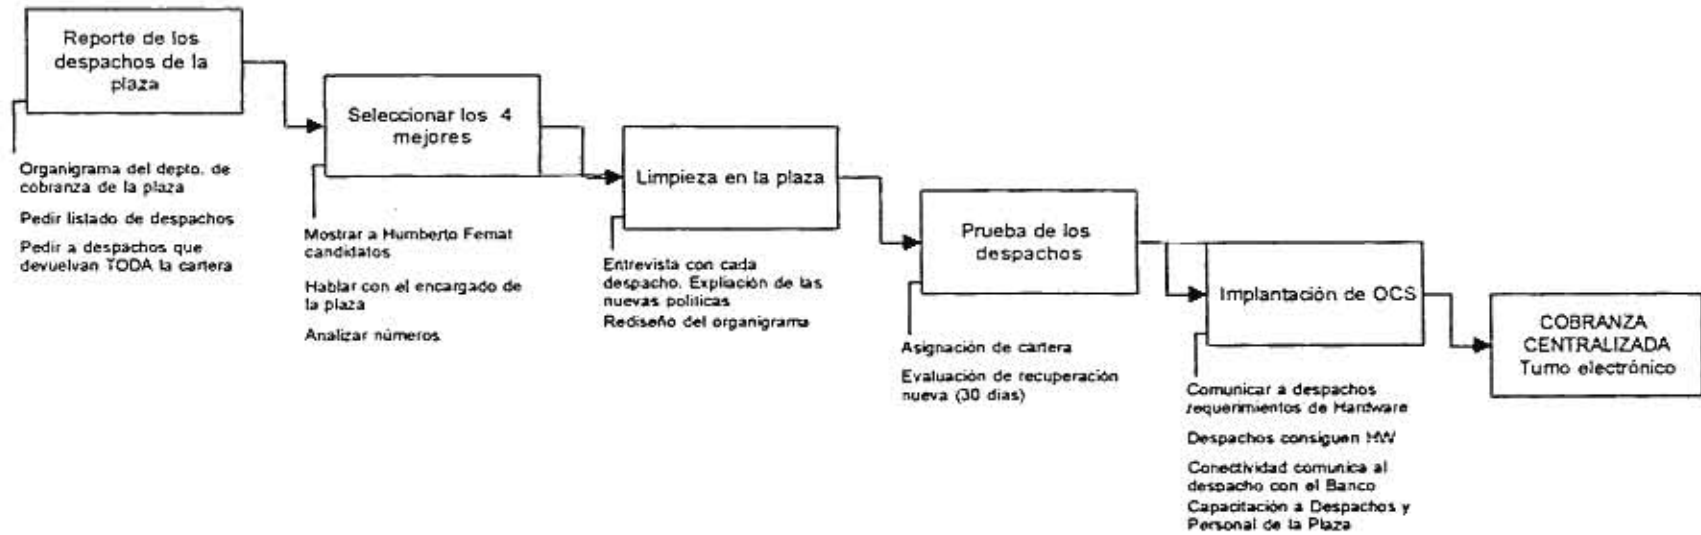 Reporte de los
despachos de la
plaza
Organigrama del depto. de
cobranza de la plaza
Pedir listado de despachos
Pedir a despachos que
devuelvan TODA la cartera
Seleccionar los 4
mejores
Mostrar a Humberto Femat
candidatos
Hablar con el encargado de
la plaza
Analizar números
Limpieza en la plaza
Entrevista con cada
despacho. Expliación de las
nuevas políticas
Rediseño del organigrama
Prueba de los
despachos
Asignación de cartera
Evaluación de recuperación
nueva (30 dias)
Implantación de OCS
Comunicar a despachos
requerimientos de Hardware
Despachos consiguen HW
Conectividad comunica al
despacho con el Banco
Capacitación a Despachos y
Personal de la Plaza
COBRANZA
CENTRALIZADA
Turno electrónico